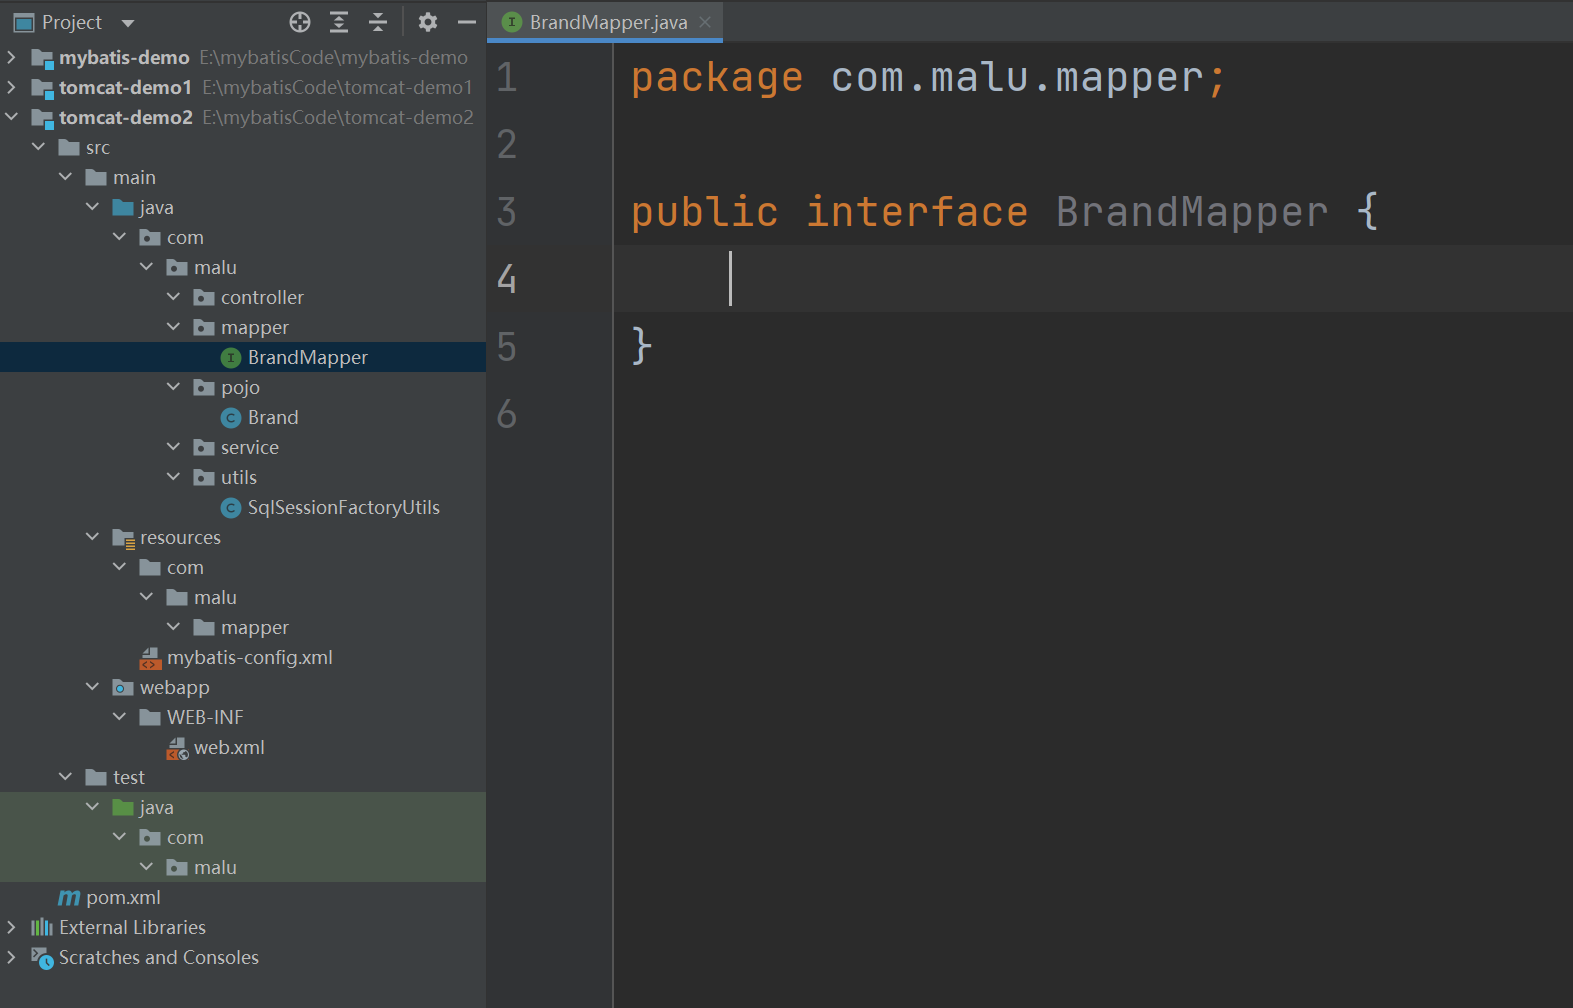 Project
mybatis-demo E:\mybatisCode\mybatis-demo
tomcat-demo1 E:\mybatisCode\tomcat-demo1
tomcat-demo2 E:\mybatisCode\tomcat-demo2
src
main
java
com
malu
controller
mapper
BrandMapper
pojo
Brand
service
utils
SqlSessionFactoryUtils
resources
com
malu
mapper
mybatis-config.xml
webapp
WEB-INF
web.xml
test
java
com
malu
pom.xml
External Libraries
Scratches and Consoles
BrandMapper.java
1 package com.malu.mapper;
2
3 public interface BrandMapper {
4
5 }
6